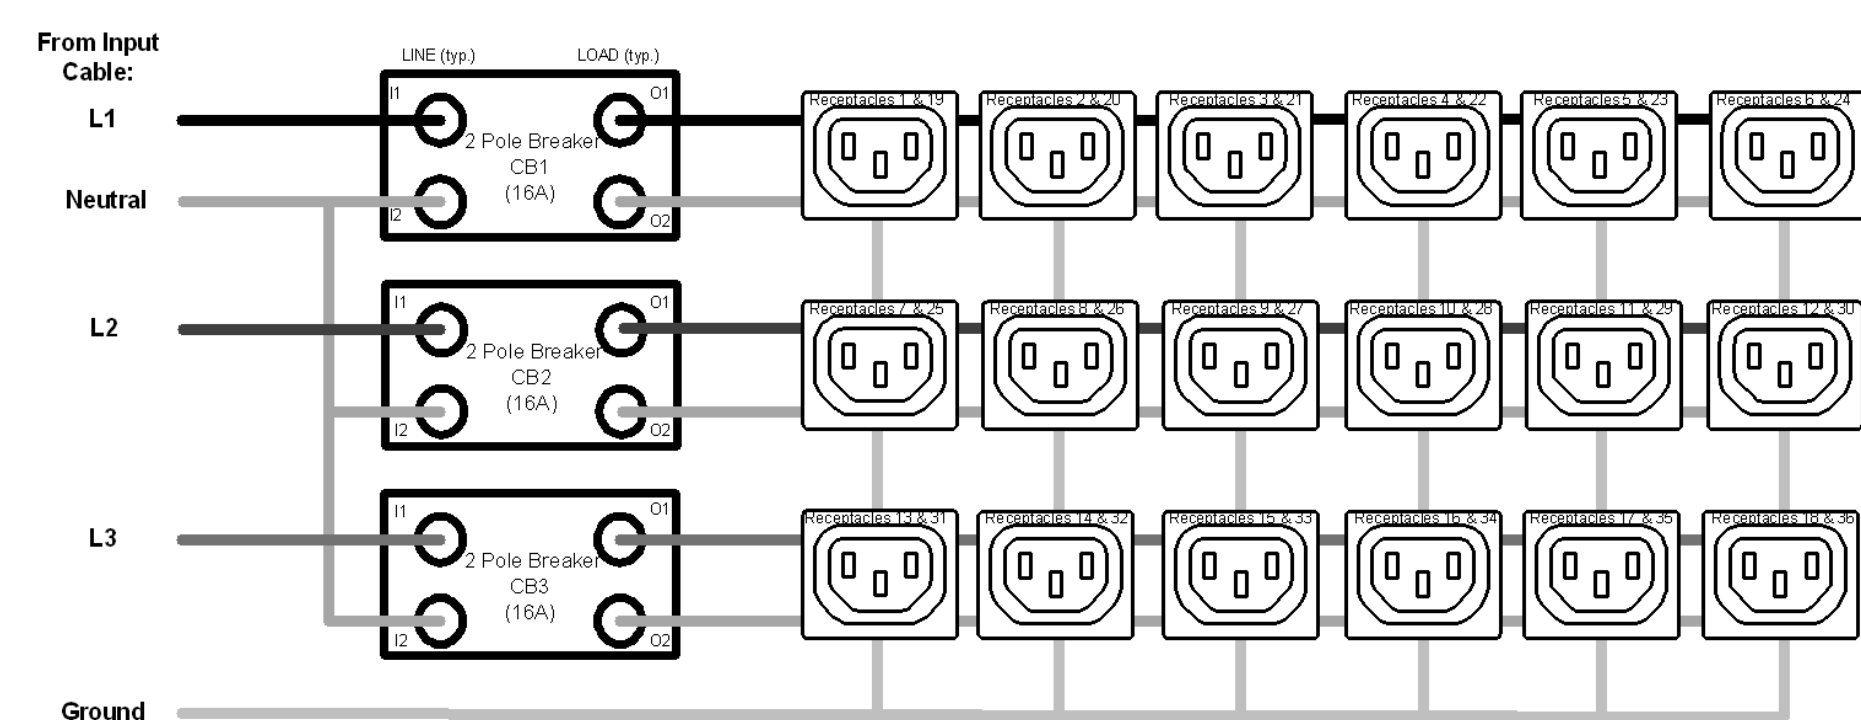 From Input
Cable:
LINE (typ.)
LOAD (typ.)
L1
I1
O1
2 Pole Breaker
CB1
(16A)
Neutral
I2
O2
Receptacles 1 & 19
Receptacles 2 & 20
Receptacles 3 & 21
Receptacles 4 & 22
Receptacles 5 & 23
Receptacles 6 & 24
L2
I1
O1
2 Pole Breaker
CB2
(16A)
I2
O2
Receptacles 7 & 25
Receptacles 8 & 26
Receptacles 9 & 27
Receptacles 10 & 28
Receptacles 11 & 29
Receptacles 12 & 30
L3
I1
O1
2 Pole Breaker
CB3
(16A)
I2
O2
Receptacles 13 & 31
Receptacles 14 & 32
Receptacles 15 & 33
Receptacles 16 & 34
Receptacles 17 & 35
Receptacles 18 & 36
Ground